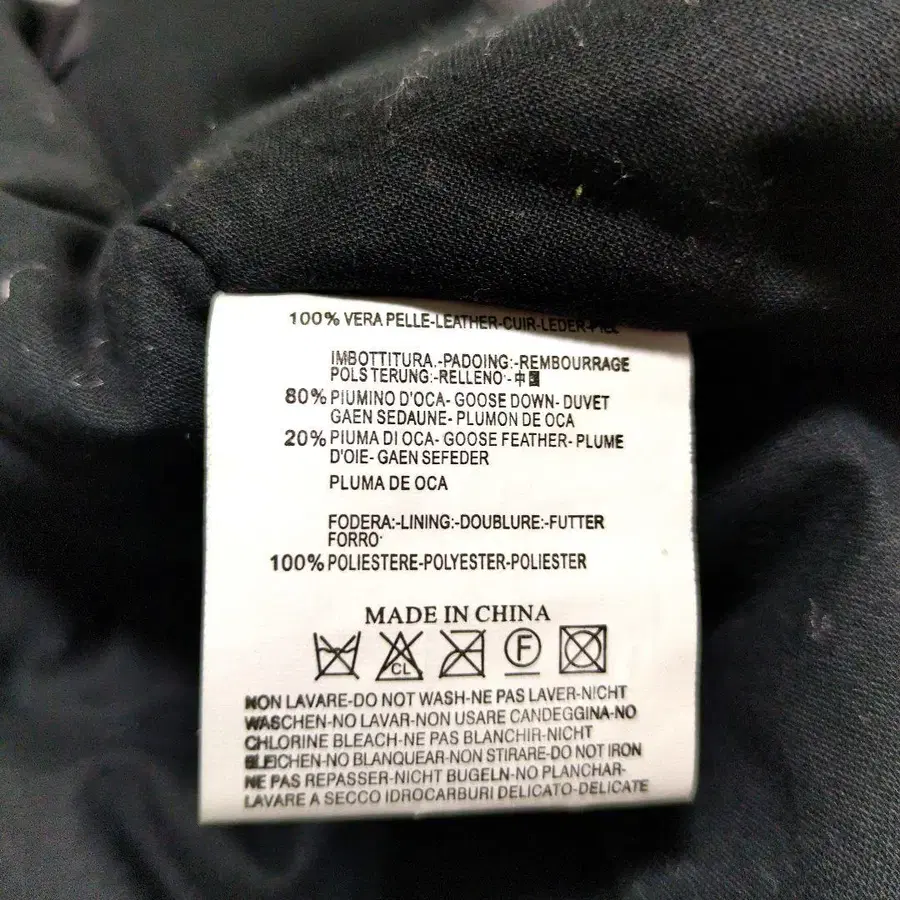 100% VERA PELLE-LEATHER-CUIR-LEDER-PIEL
IMBOTTITURA.-PADOING:-REMBOURRAGE
POLSTERUNG:-RELLENO·-中
80% PIUMINO D'OCA- GOOSE DOWN- DUVET
GAEN SEDAUNE- PLUMON DE OCA
20% PIUMA DI OCA- GOOSE FEATHER- PLUME
D'OIE- GAEN SEFEDER
PLUMA DE OCA
FODERA:-LINING:-DOUBLURE:-FUTTER
FORRO·
100% POLIESTERE-POLYESTER-POLIESTER
MADE IN CHINA
CL F
NON LAVARE-DO NOT WASH-NE PAS LAVER-NICHT
WASCHEN-NO LAVAR-NON USARE CANDEGGINA-NO
CHLORINE BLEACH-NE PAS BLANCHIR-NICHT
BLEICHEN-NO BLANQUEAR-NON STIRARE-DO NOT IRON
NE PAS REPASSER-NICHT BUGELN-NO PLANCHAR-
LAVARE A SECCO IDROCARBURI DELICATO-DELICATE